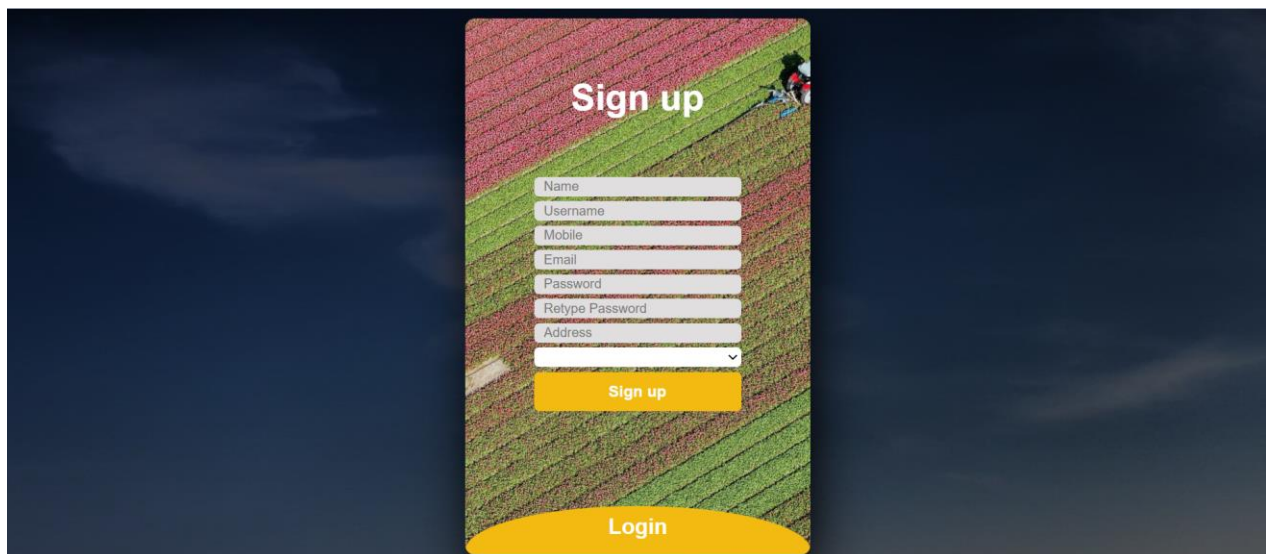 Sign up
Name
Username
Mobile
Email
Password
Retype Password
Address
Sign up
Login